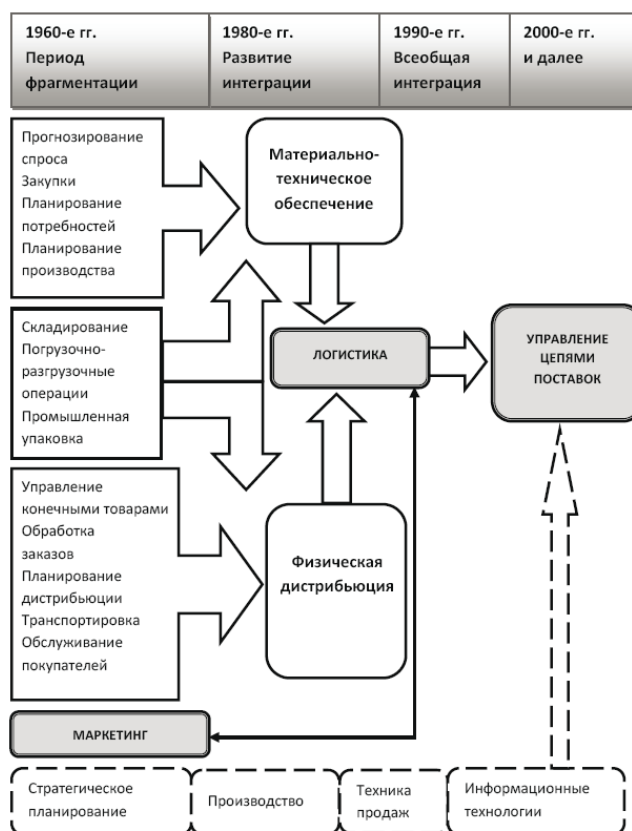 1960-е гг.
Период
фрагментации
1980-е гг.
Развитие
интеграции
1990-е гг.
Всеобщая
интеграция
2000-е гг.
и далее
Прогнозирование
спроса
Закупки
Планирование
потребностей
Планирование
производства
Материально-
техническое
обеспечение
Складирование
Погрузочно-
разгрузочные
операции
Промышленная
упаковка
ЛОГИСТИКА
УПРАВЛЕНИЕ
ЦЕПЯМИ
ПОСТАВОК
Управление
конечными товарами
Обработка
заказов
Планирование
дистрибьюции
Транспортировка
Обслуживание
покупателей
Физическая
дистрибьюция
МАРКЕТИНГ
Стратегическое
планирование
Производство
Техника
продаж
Информационные
технологии